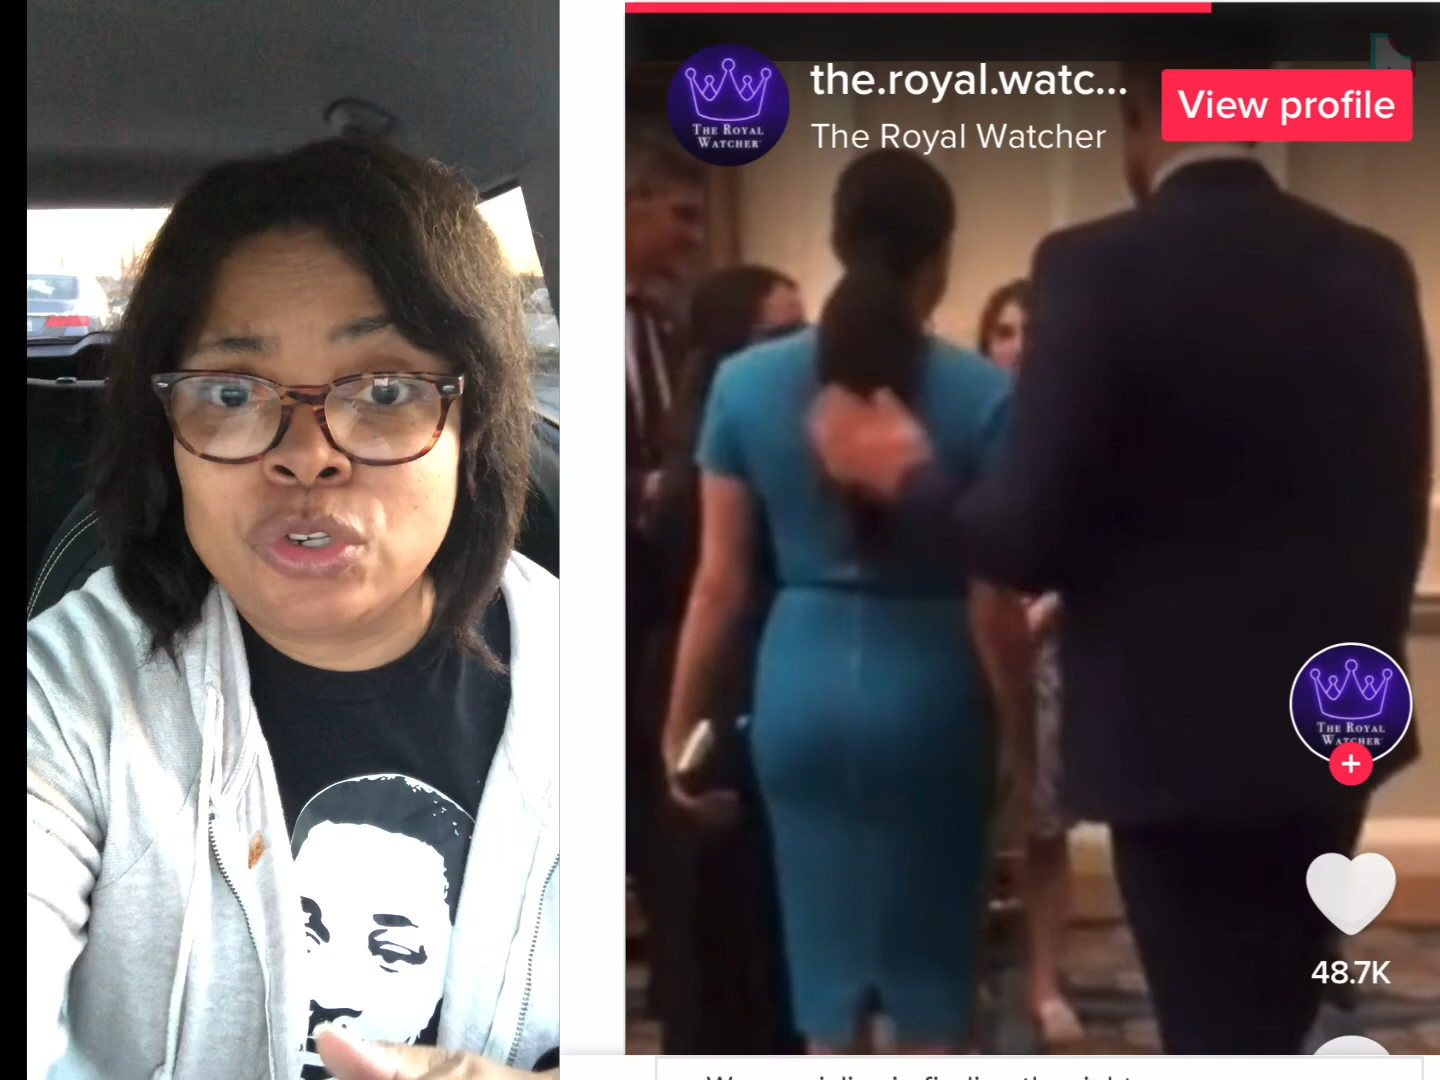 the.royal.watc...
The Royal Watcher
View profile
THE ROYAL
WATCHER
THE ROYAL
WATCHER
48.7K